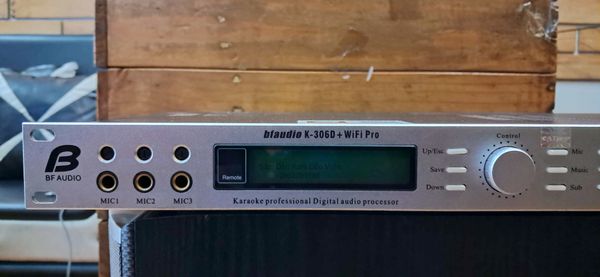 bfaudio K-306D+WiFi Pro
Control
BF AUDIO
Remote
Up/Esc
Save
Down
Mic
Music
Sub
MIC1 MIC2 MIC3
Karaoke professional Digital audio processor